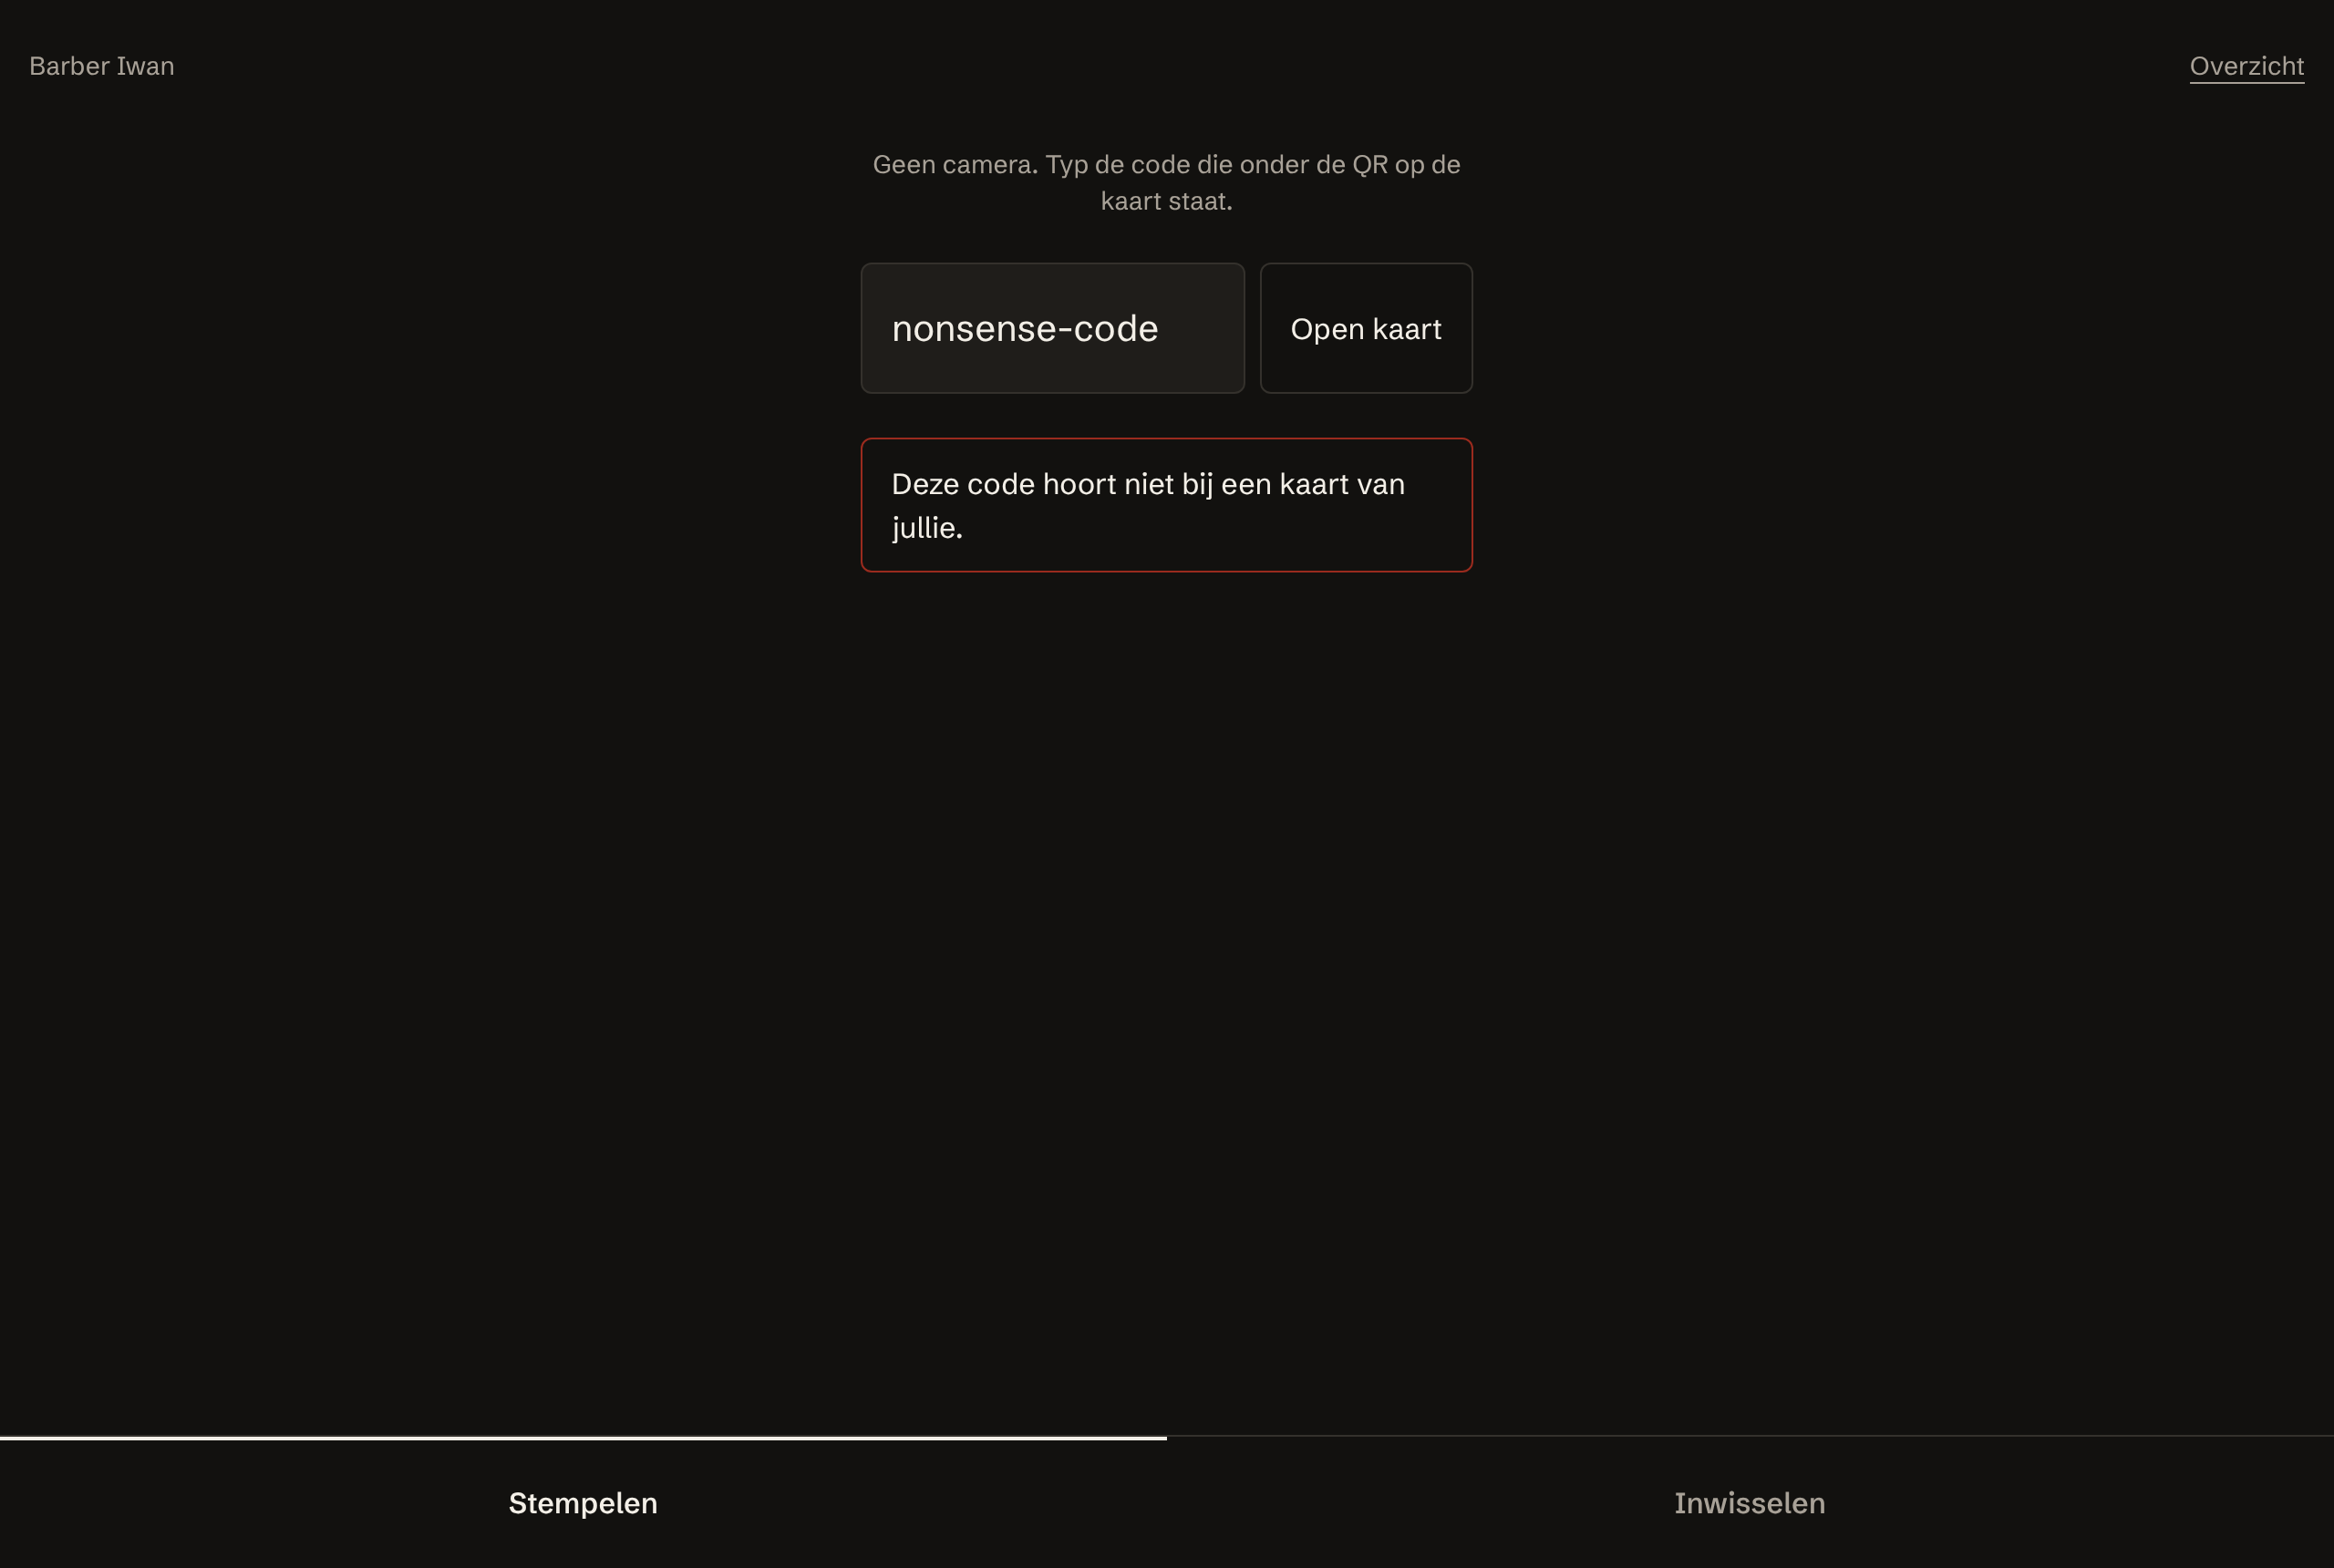 Barber Iwan
Overzicht
Geen camera. Typ de code die onder de QR op de
kaart staat.
nonsense-code
Open kaart
Deze code hoort niet bij een kaart van
jullie.
Stempelen
Inwisselen